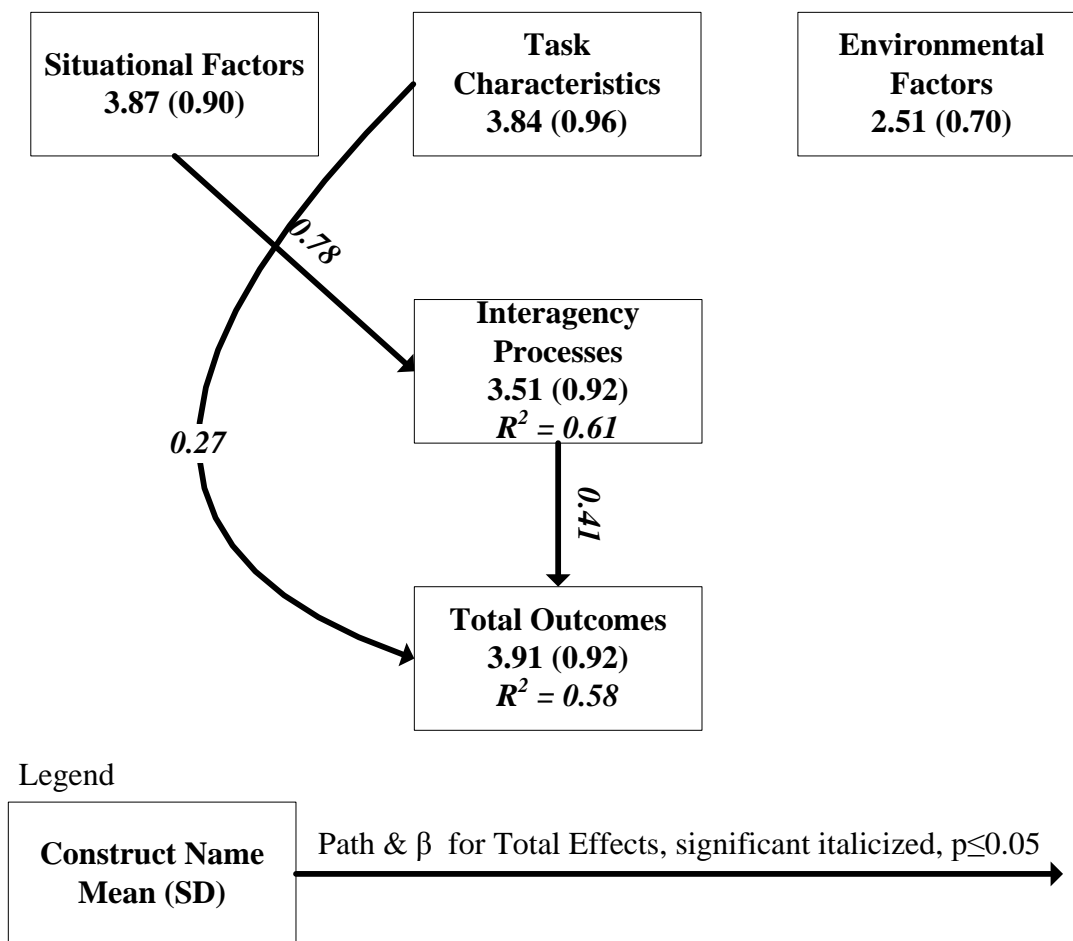 Situational Factors
3.87 (0.90)
Task
Characteristics
3.84 (0.96)
Environmental
Factors
2.51 (0.70)
0.78
Interagency
Processes
3.51 (0.92)
R² = 0.61
0.27
0.41
Total Outcomes
3.91 (0.92)
R² = 0.58
Legend
Construct Name
Mean (SD)
Path & β for Total Effects, significant italicized, p≤0.05